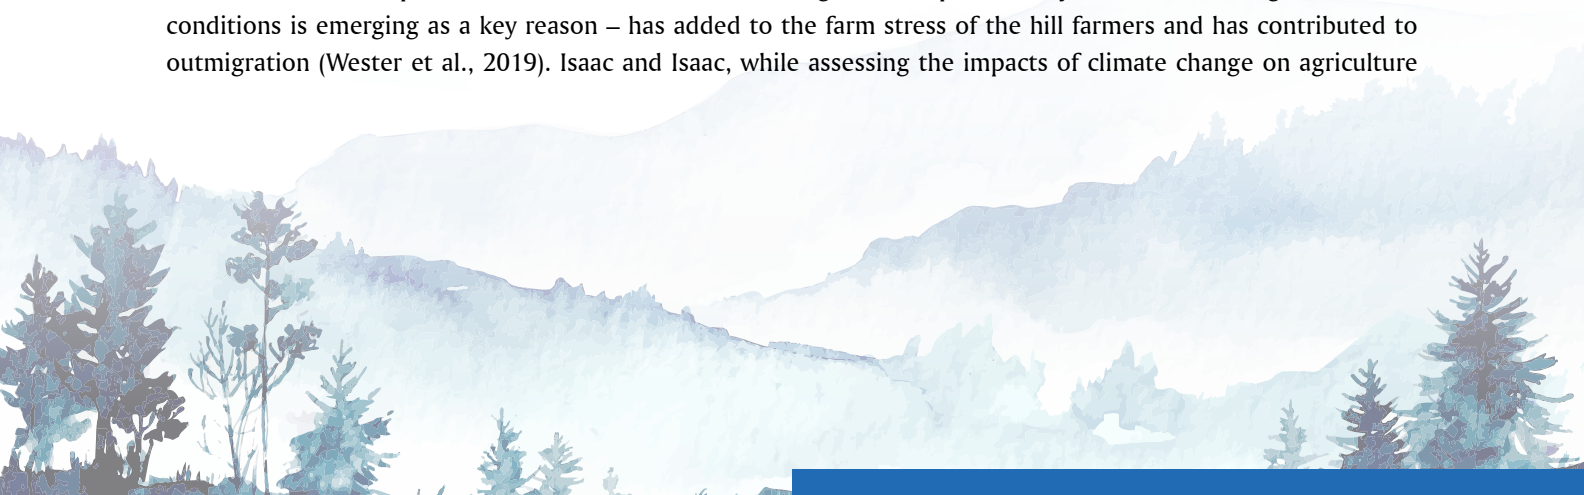 conditions is emerging as a key reason – has added to the farm stress of the hill farmers and has contributed to
outmigration (Wester et al., 2019). Isaac and Isaac, while assessing the impacts of climate change on agriculture